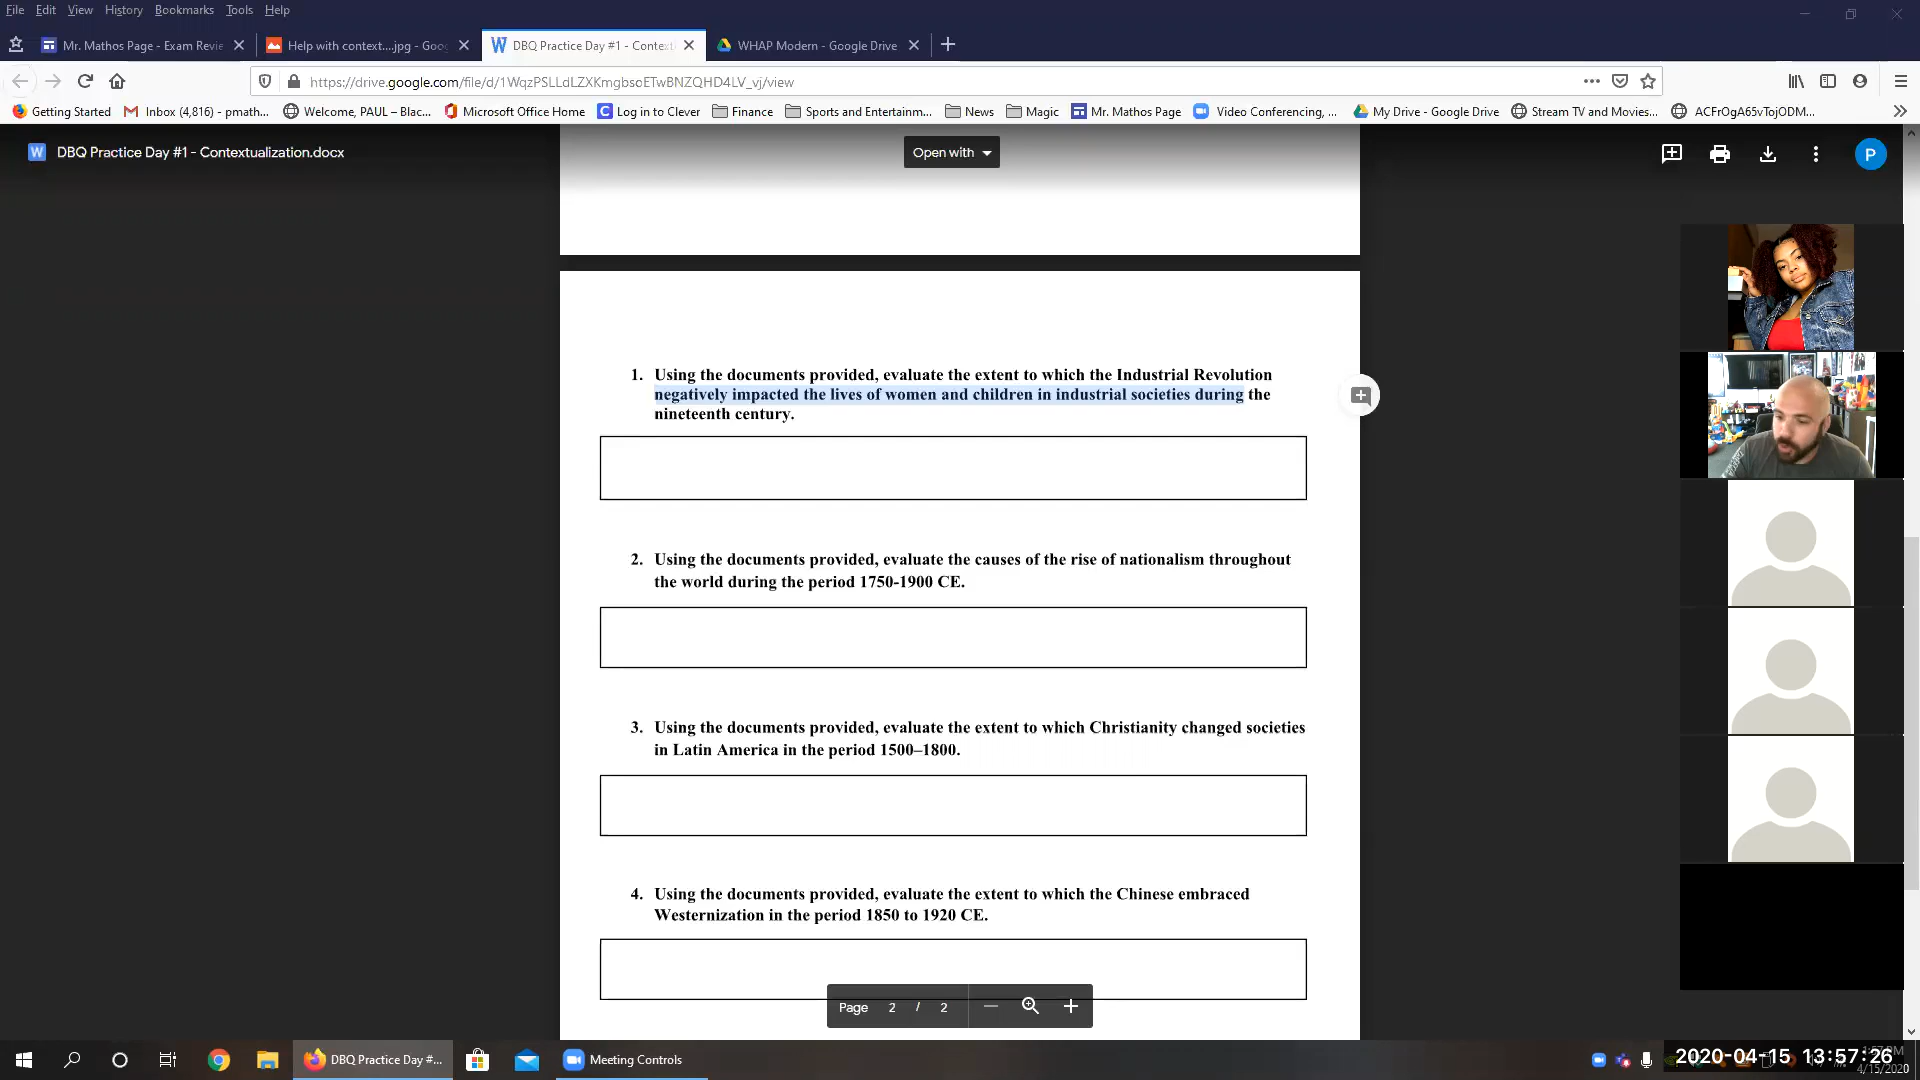 File Edit View History Bookmarks Tools Help
Mr. Mathos Page - Exam Revie
Help with context....jpg - Goo
DBQ Practice Day #1 - Context
WHAP Modern - Google Drive
https://drive.google.com/file/d/1WqzPSLLdLZXKmgbsoETwBNZQHD4LV_vj/view
Getting Started Inbox (4,816) - pmath... Welcome, PAUL – Blac... Microsoft Office Home Log in to Clever Finance Sports and Entertainm... News Magic Mr. Mathos Page Video Conferencing, ... My Drive - Google Drive Stream TV and Movies... ACFrOgA65vTojODM...
W DBQ Practice Day #1 - Contextualization.docx
Open with
P
1. Using the documents provided, evaluate the extent to which the Industrial Revolution
negatively impacted the lives of women and children in industrial societies during the
nineteenth century.
2. Using the documents provided, evaluate the causes of the rise of nationalism throughout
the world during the period 1750-1900 CE.
3. Using the documents provided, evaluate the extent to which Christianity changed societies
in Latin America in the period 1500–1800.
4. Using the documents provided, evaluate the extent to which the Chinese embraced
Westernization in the period 1850 to 1920 CE.
Page 2 / 2
DBQ Practice Day #...
Meeting Controls
2020-04-15 13:57:26
4/15/2020